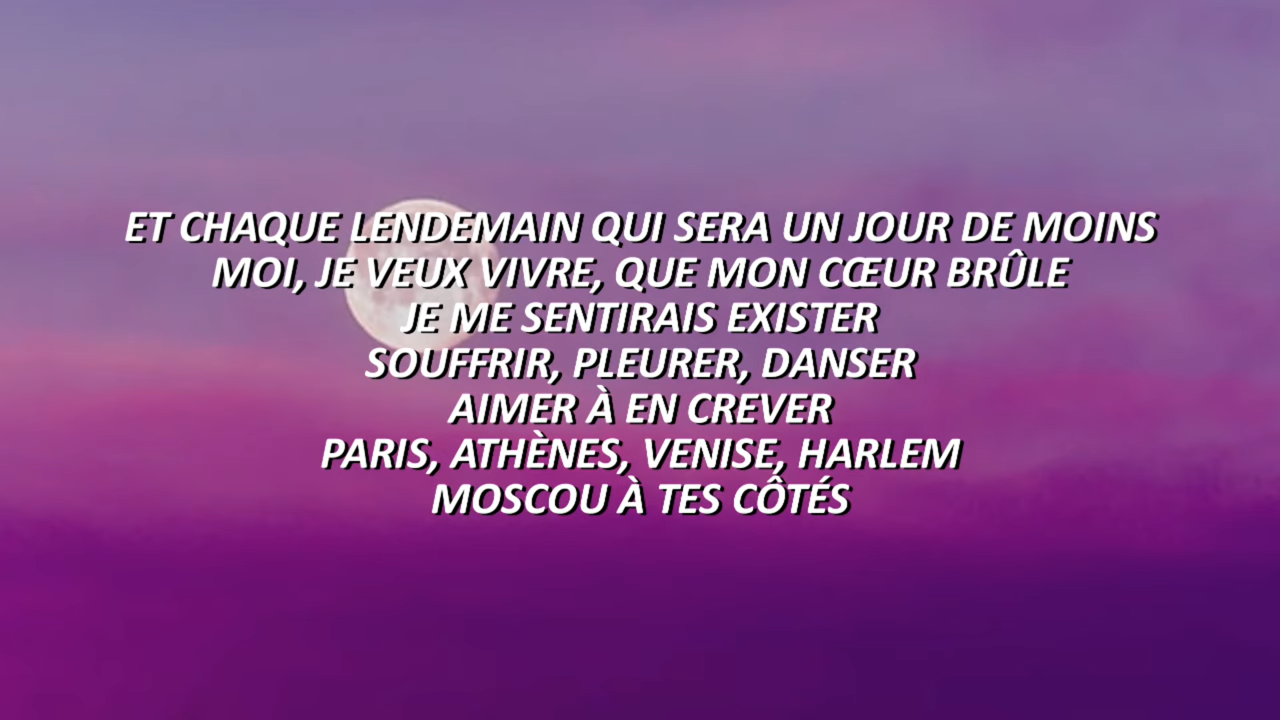 ET CHAQUE LENDEMAIN QUI SERA UN JOUR DE MOINS
MOI, JE VEUX VIVRE, QUE MON CŒUR BRÛLE
JE ME SENTIRAIS EXISTER
SOUFFRIR, PLEURER, DANSER
AIMER À EN CREVER
PARIS, ATHÈNES, VENISE, HARLEM
MOSCOU À TES CÔTÉS